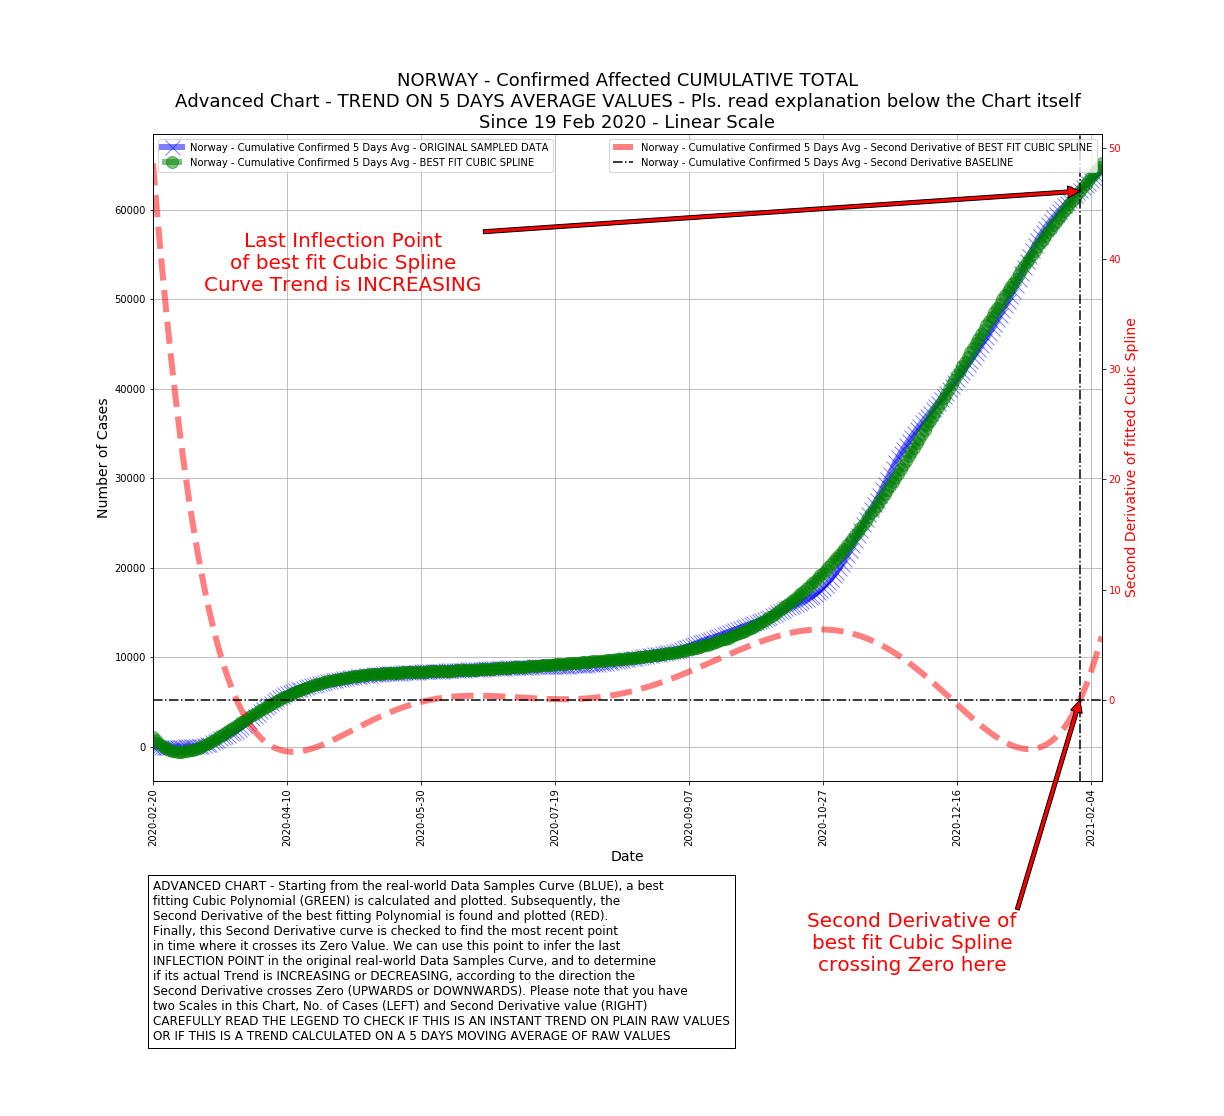 NORWAY - Confirmed Affected CUMULATIVE TOTAL
Advanced Chart - TREND ON 5 DAYS AVERAGE VALUES - Pls. read explanation below the Chart itself
Since 19 Feb 2020 - Linear Scale
Norway - Cumulative Confirmed 5 Days Avg - ORIGINAL SAMPLED DATA
Norway - Cumulative Confirmed 5 Days Avg - BEST FIT CUBIC SPLINE
Norway - Cumulative Confirmed 5 Days Avg - Second Derivative of BEST FIT CUBIC SPLINE
Norway - Cumulative Confirmed 5 Days Avg - Second Derivative BASELINE
Last Inflection Point
of best fit Cubic Spline
Curve Trend is INCREASING
Number of Cases
60000
50000
40000
30000
20000
10000
0
50
40
30
20
10
0
Second Derivative of fitted Cubic Spline
2020-02-20
2020-04-10
2020-05-30
2020-07-19
2020-09-07
2020-10-27
2020-12-16
2021-02-04
Date
ADVANCED CHART - Starting from the real-world Data Samples Curve (BLUE), a best
fitting Cubic Polynomial (GREEN) is calculated and plotted. Subsequently, the
Second Derivative of the best fitting Polynomial is found and plotted (RED).
Finally, this Second Derivative curve is checked to find the most recent point
in time where it crosses its Zero Value. We can use this point to infer the last
INFLECTION POINT in the original real-world Data Samples Curve, and to determine
if its actual Trend is INCREASING or DECREASING, according to the direction the
Second Derivative crosses Zero (UPWARDS or DOWNWARDS). Please note that you have
two Scales in this Chart, No. of Cases (LEFT) and Second Derivative value (RIGHT)
CAREFULLY READ THE LEGEND TO CHECK IF THIS IS AN INSTANT TREND ON PLAIN RAW VALUES
OR IF THIS IS A TREND CALCULATED ON A 5 DAYS MOVING AVERAGE OF RAW VALUES
Second Derivative of
best fit Cubic Spline
crossing Zero here